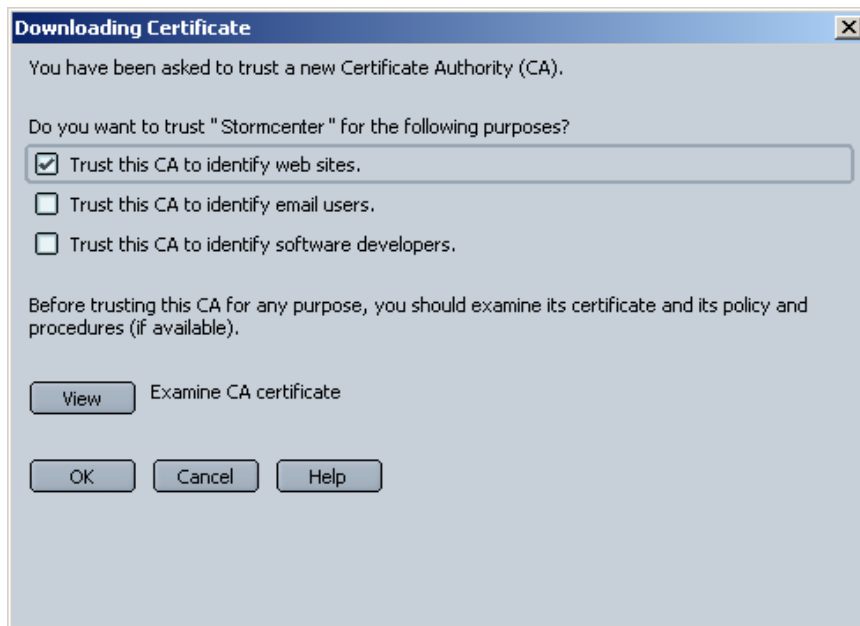 Downloading Certificate
You have been asked to trust a new Certificate Authority (CA).
Do you want to trust "Stormcenter" for the following purposes?
Trust this CA to identify web sites.
Trust this CA to identify email users.
Trust this CA to identify software developers.
Before trusting this CA for any purpose, you should examine its certificate and its policy and
procedures (if available).
View Examine CA certificate
OK Cancel Help